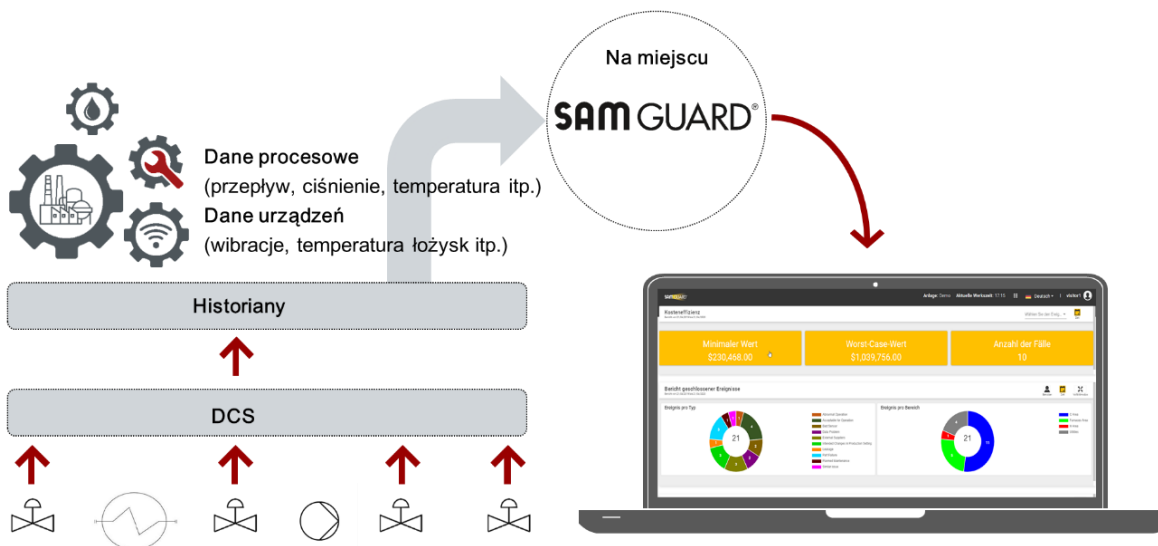 Na miejscu
SAM GUARD®
Dane procesowe
(przepływ, ciśnienie, temperatura itp.)
Dane urządzeń
(wibracje, temperatura łożysk itp.)
Historiany
DCS
Anlage: Demo Aktuelle Werkszeit 17:15 Deutsch
Kosteneffizienz
Minimaler Wert
$230,468.00
Worst-Case-Wert
$1,039,756.00
Anzahl der Fälle
10
Bericht geschlossener Ereignisse
Ereignis pro Typ
21
Ereignis pro Bereich
21